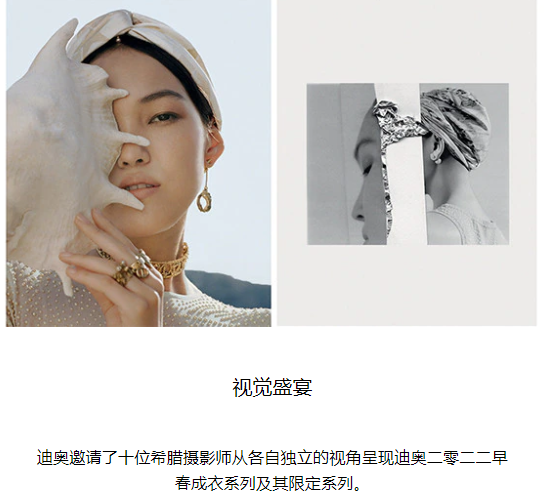 视觉盛宴
迪奥邀请了十位希腊摄影师从各自独立的视角呈现迪奥二零二二早
春成衣系列及其限定系列。